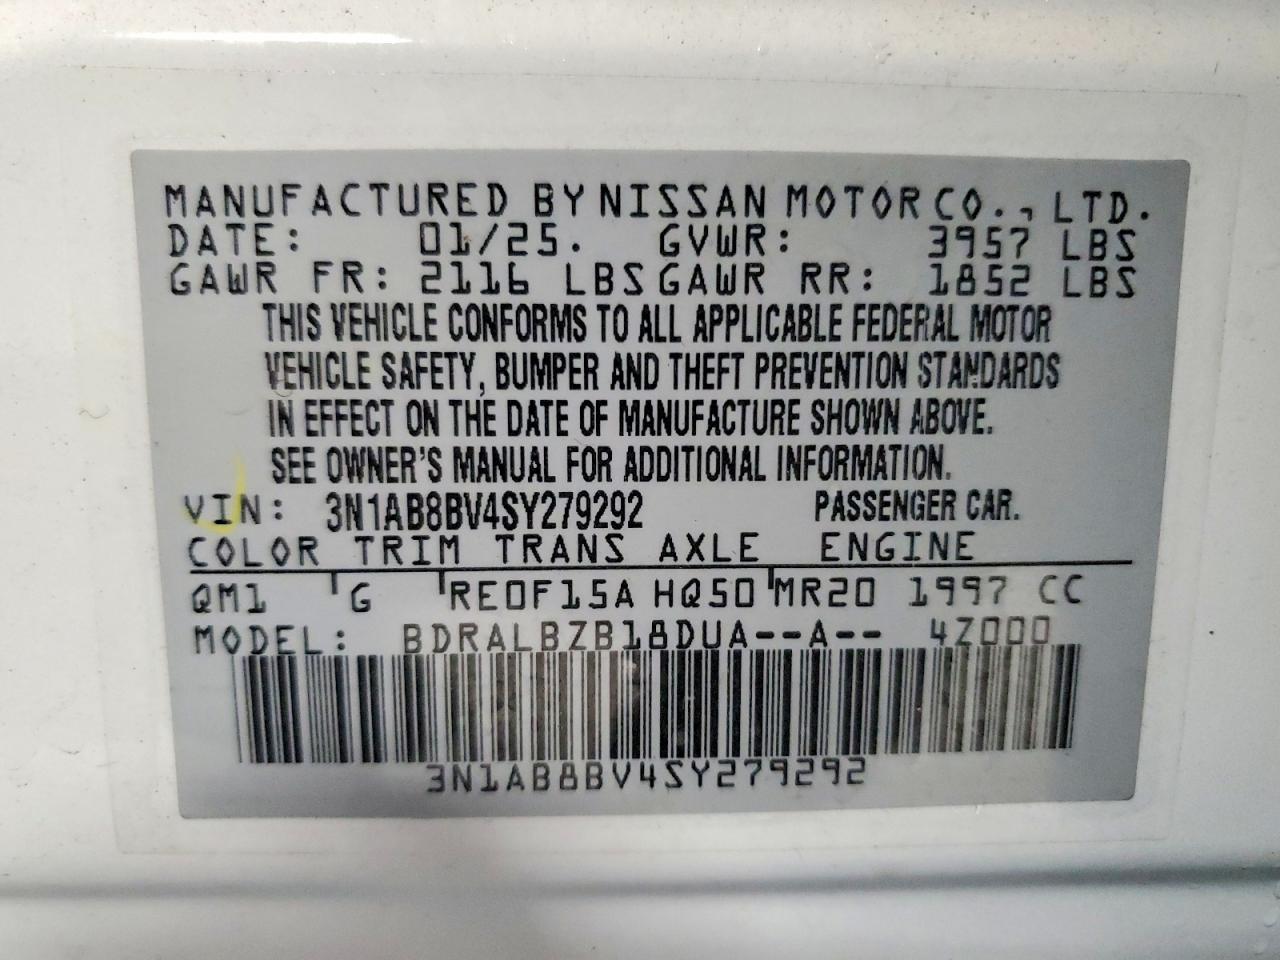 MANUFACTURED BY NISSAN MOTOR CO., LTD.
DATE: 01/25. GVWR: 3957 LBS
GAWR FR: 2116 LBS GAWR RR: 1852 LBS
THIS VEHICLE CONFORMS TO ALL APPLICABLE FEDERAL MOTOR
VEHICLE SAFETY, BUMPER AND THEFT PREVENTION STANDARDS
IN EFFECT ON THE DATE OF MANUFACTURE SHOWN ABOVE.
SEE OWNER'S MANUAL FOR ADDITIONAL INFORMATION.
VIN: 3N1AB8BV4SY279292 PASSENGER CAR.
COLOR TRIM TRANS AXLE ENGINE
QM1 G RE0F15A HQ50 MR20 1997 CC
MODEL: BDRALBZB18DUA--A-- 4Z000
3N1AB8BV4SY279292